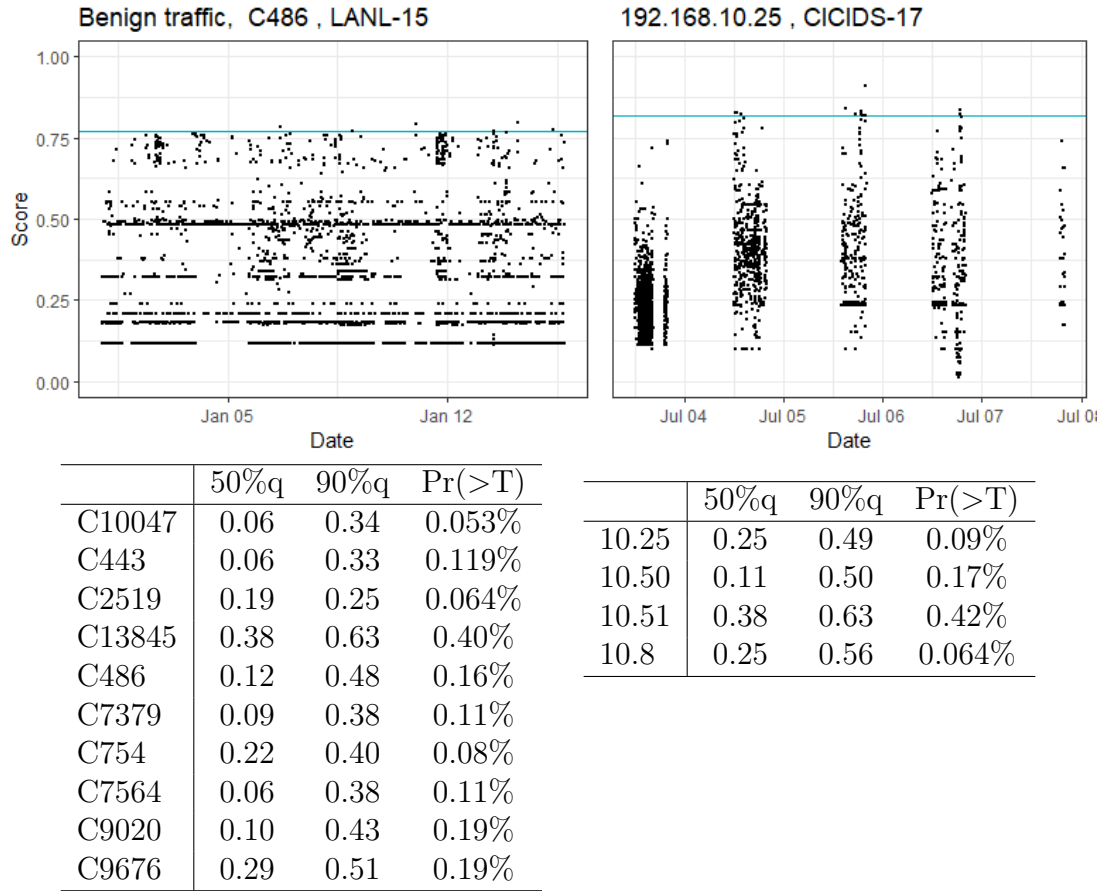 Benign traffic, C486 , LANL-15
192.168.10.25 , CICIDS-17
1.00
0.75
0.50
0.25
0.00
Score
Jan 05 Jan 12
Date
Jul 04 Jul 05 Jul 06 Jul 07 Jul 0
Date
50%q 90%q Pr(>T)
C10047 0.06 0.34 0.053%
C443 0.06 0.33 0.119%
C2519 0.19 0.25 0.064%
C13845 0.38 0.63 0.40%
C486 0.12 0.48 0.16%
C7379 0.09 0.38 0.11%
C754 0.22 0.40 0.08%
C7564 0.06 0.38 0.11%
C9020 0.10 0.43 0.19%
C9676 0.29 0.51 0.19%
50%q 90%q Pr(>T)
10.25 0.25 0.49 0.09%
10.50 0.11 0.50 0.17%
10.51 0.38 0.63 0.42%
10.8 0.25 0.56 0.064%